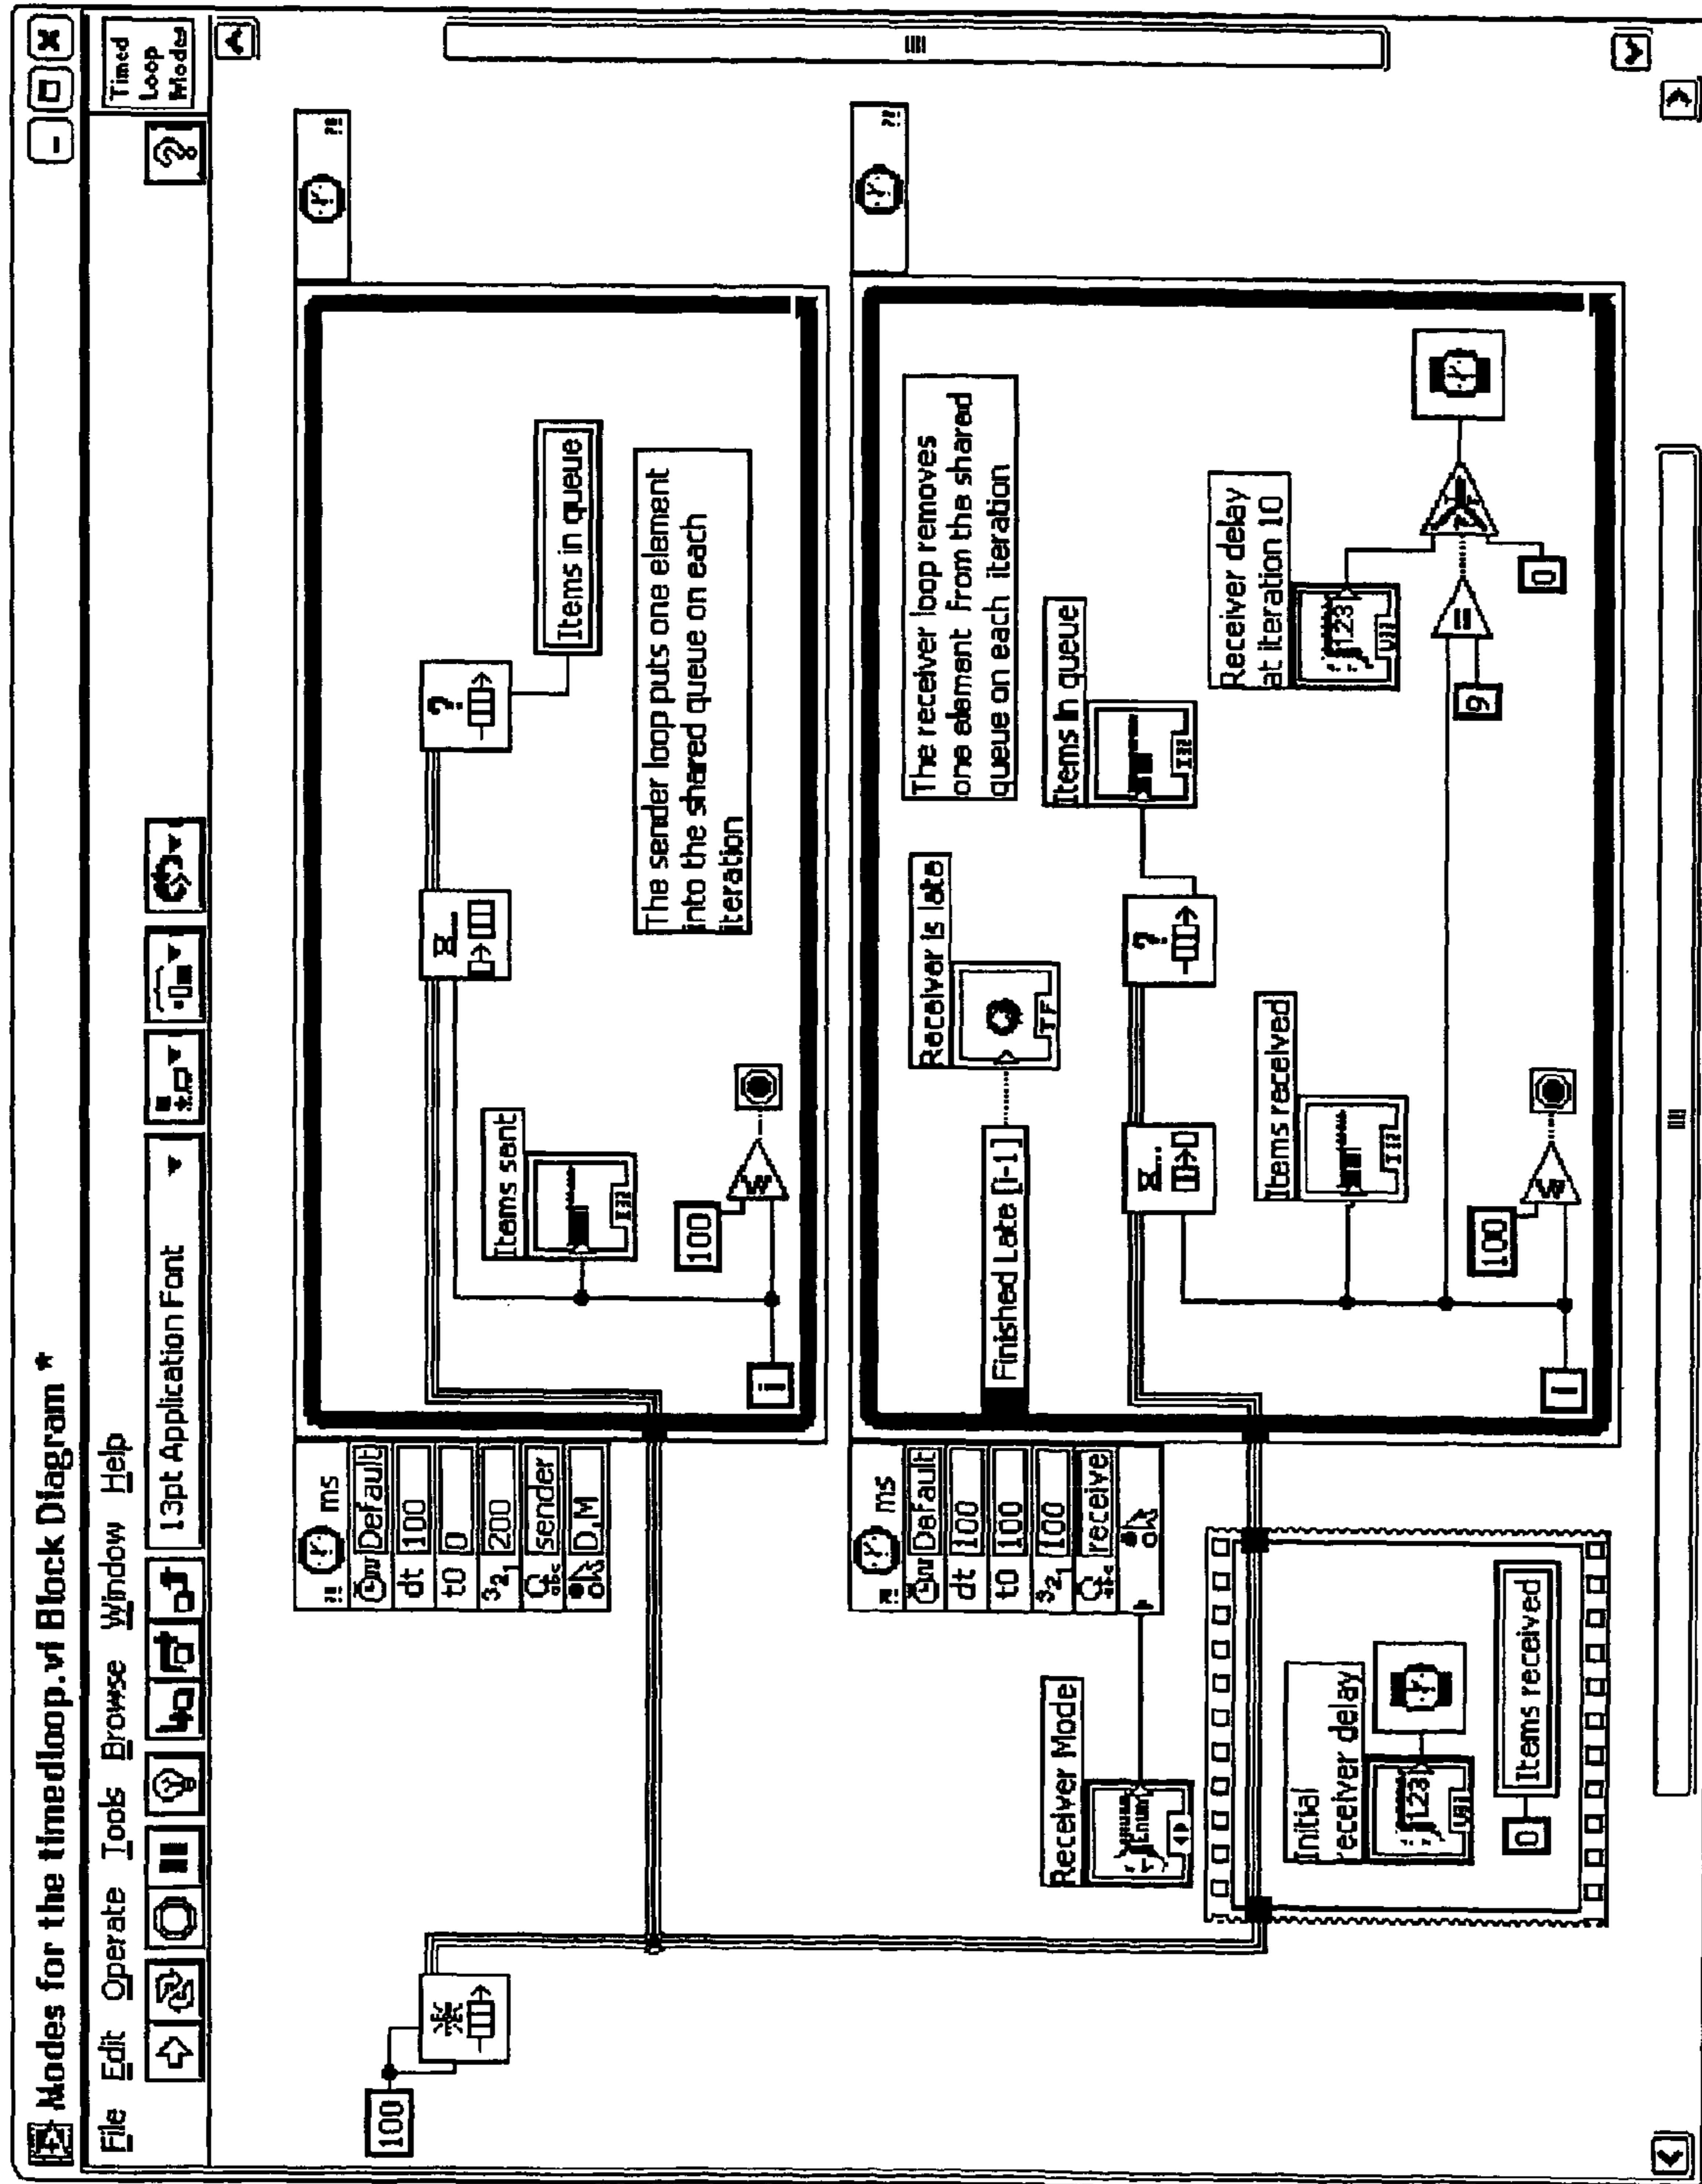 Modes for the timedloop.vi Block Diagram *
File Edit Operate Tools Browse Window Help
13pt Application Font
Timed
Loop
Modes
100
ms
Default
dt 100
t0 0
200
abc sender
D,M
Items sent
100
i
Items in queue
The sender loop puts one element
into the shared queue on each
iteration
Receiver Mode
Enum
ms
Default
dt 100
t0 100
100
abc receive
Finished Late [i-1]
Receiver is late
TF
The receiver loop removes
one element from the shared
queue on each iteration
Items in queue
Items received
Receiver delay
at iteration 10
123
9
0
100
i
Initial
receiver delay
123
0
Items received